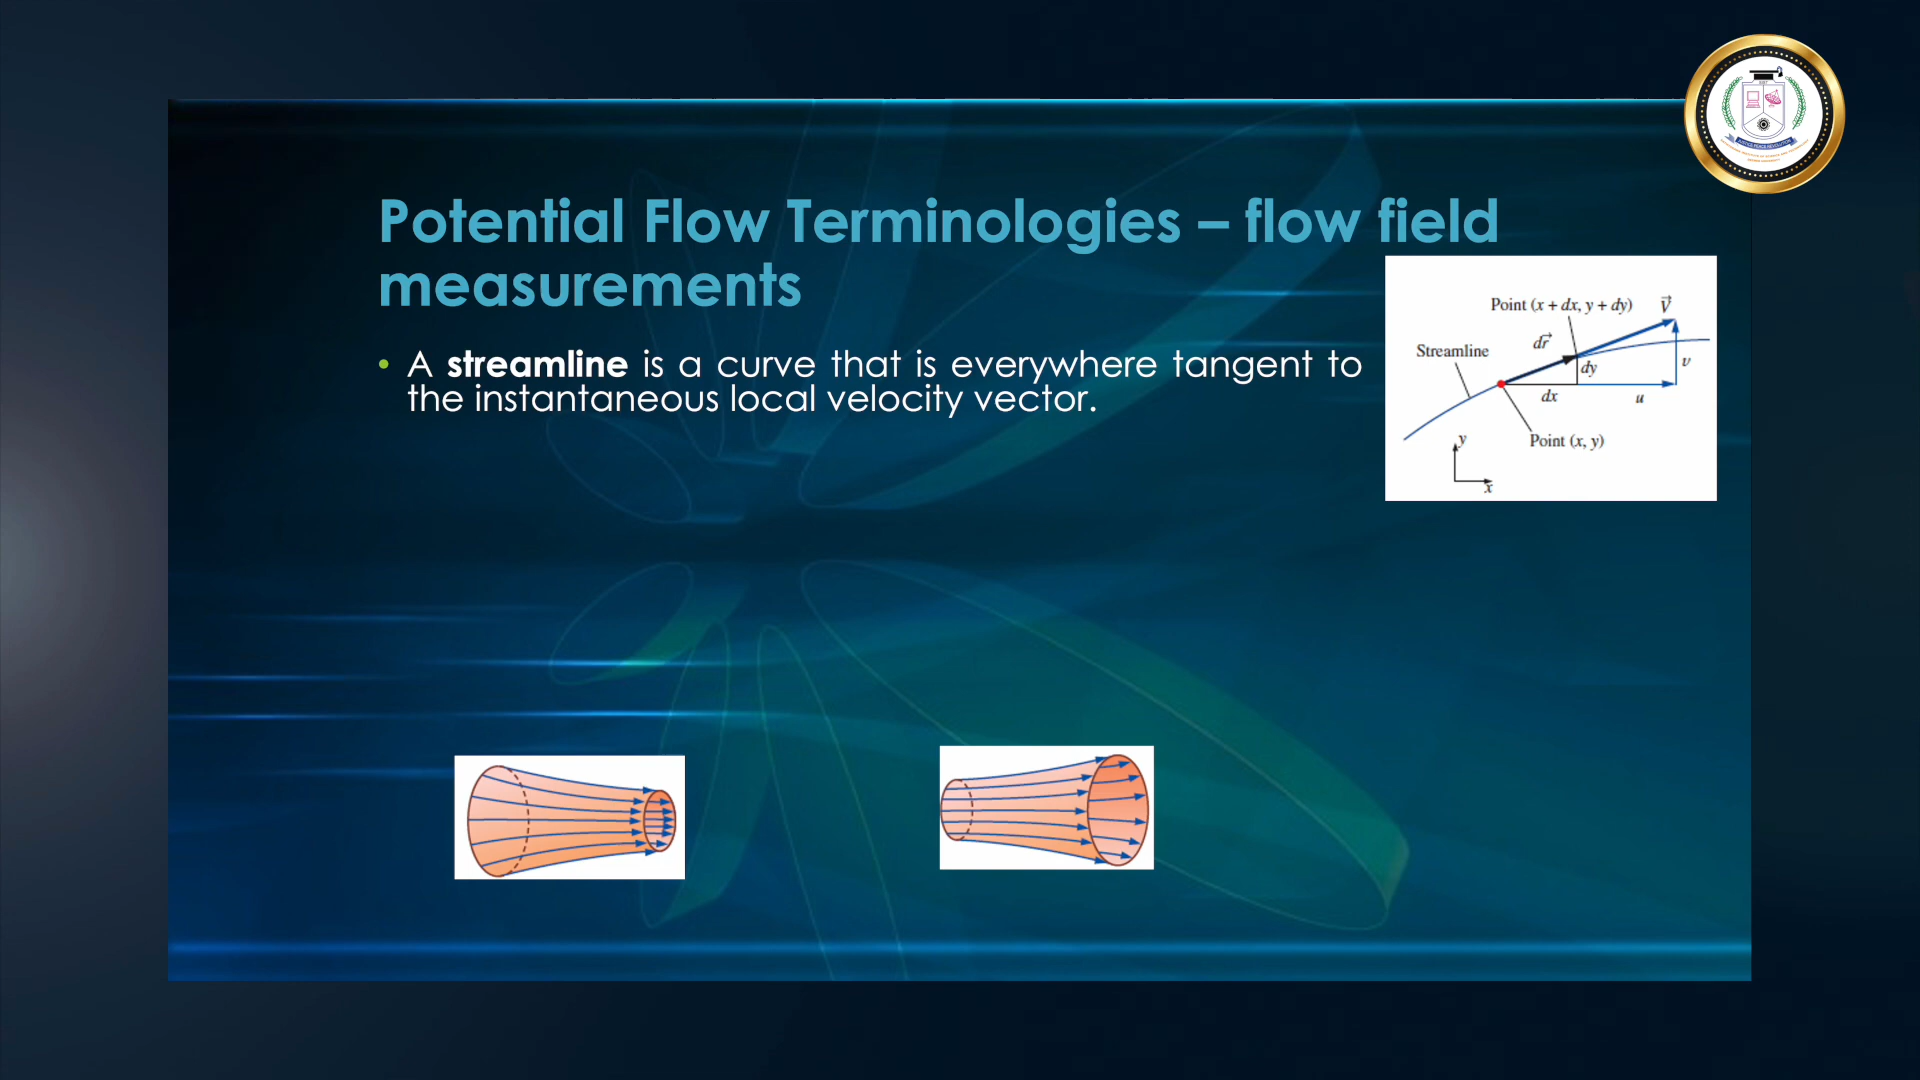 Potential Flow Terminologies – flow field
measurements
• A streamline is a curve that is everywhere tangent to
the instantaneous local velocity vector.
Point (x + dx, y + dy)
V⃗
Streamline
dr⃗
dy
v
dx
u
Point (x, y)
y
x